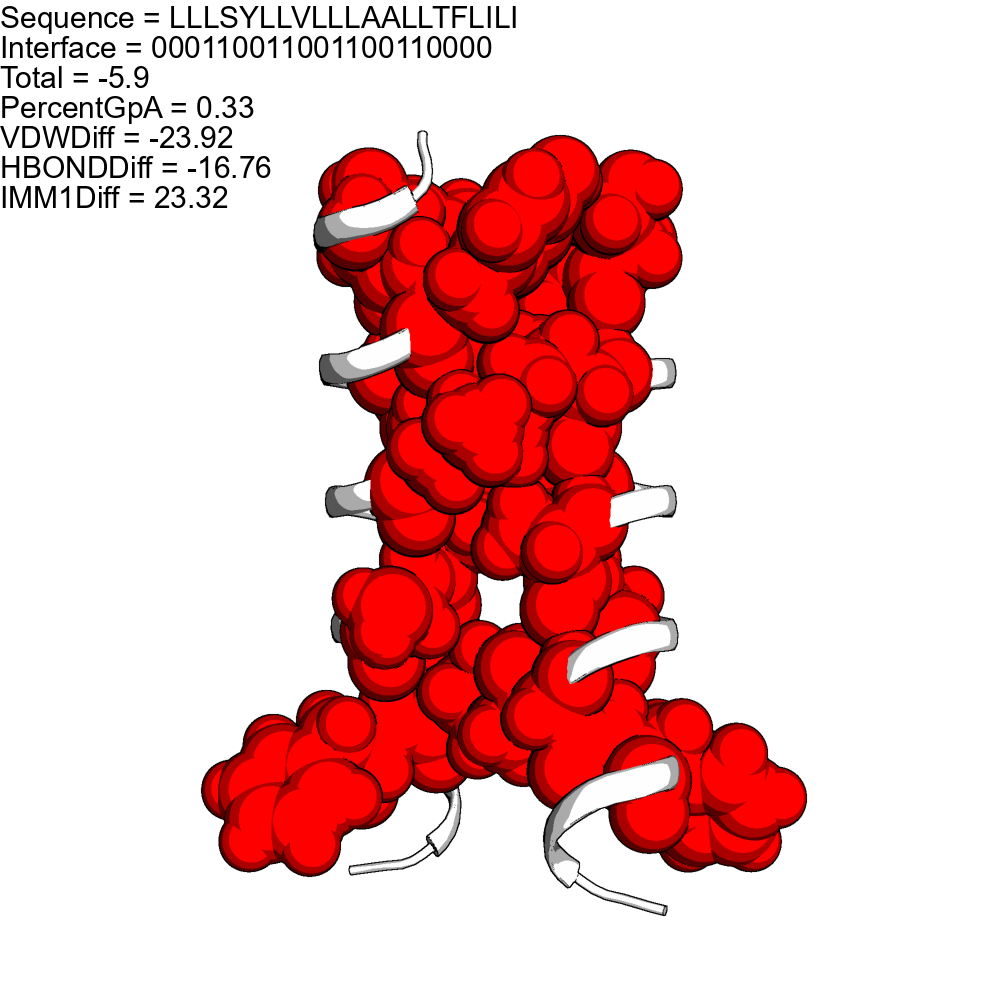 Sequence = LLLSYLLVLLLAALLTFLILI
Interface = 000110011001100110000
Total = -5.9
PercentGpA = 0.33
VDWDiff = -23.92
HBONDDiff = -16.76
IMM1Diff = 23.32